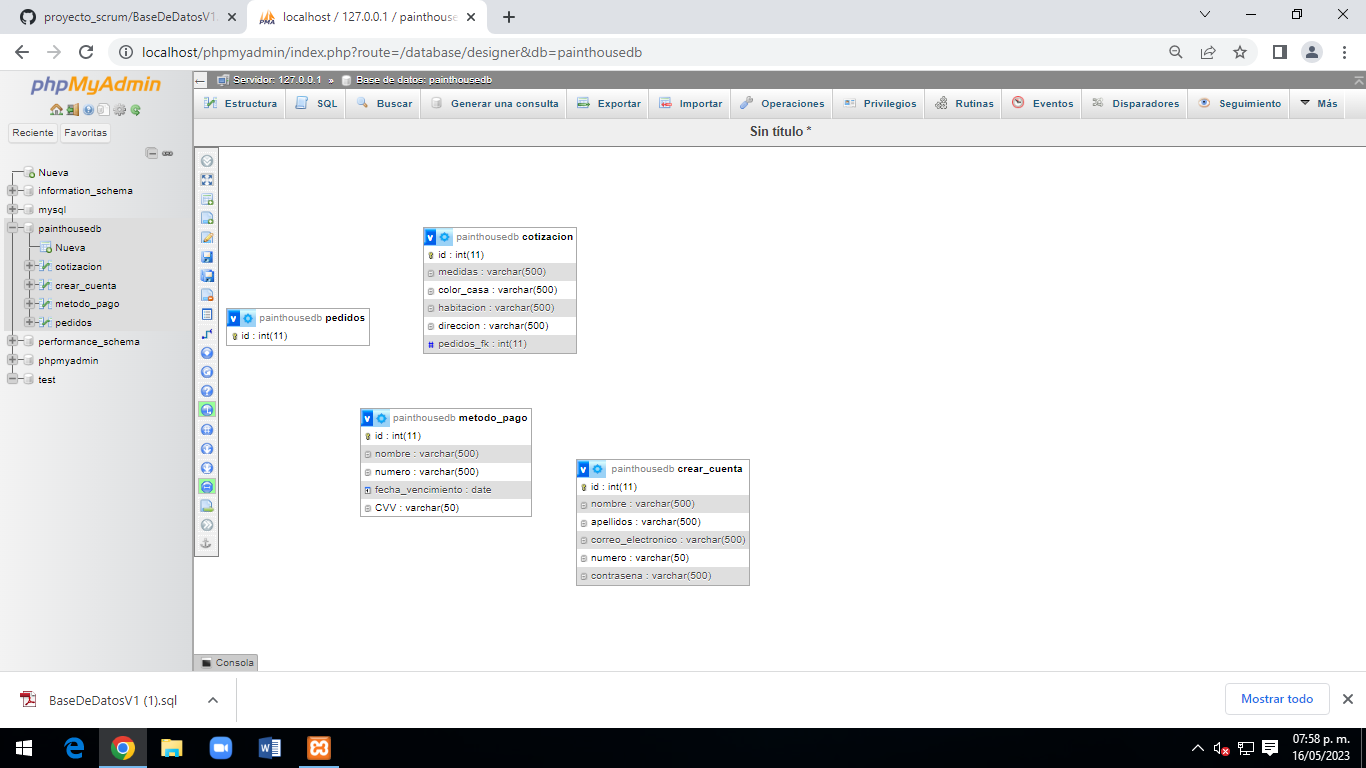 proyecto_scrum/BaseDeDatosV1.
localhost / 127.0.0.1 / painthouse
localhost/phpmyadmin/index.php?route=/database/designer&db=painthousedb
phpMyAdmin
Reciente
Favoritas
Nueva
information_schema
mysql
painthousedb
Nueva
cotizacion
crear_cuenta
metodo_pago
pedidos
performance_schema
phpmyadmin
test
Servidor: 127.0.0.1 » Base de datos: painthousedb
Estructura SQL Buscar Generar una consulta Exportar Importar Operaciones Privilegios Rutinas Eventos Disparadores Seguimiento Más
Sin título *
v painthousedb cotizacion
id : int(11)
medidas : varchar(500)
color_casa : varchar(500)
habitacion : varchar(500)
direccion : varchar(500)
# pedidos_fk : int(11)
v painthousedb pedidos
id : int(11)
v painthousedb metodo_pago
id : int(11)
nombre : varchar(500)
numero : varchar(500)
fecha_vencimiento : date
CVV : varchar(50)
v painthousedb crear_cuenta
id : int(11)
nombre : varchar(500)
apellidos : varchar(500)
correo_electronico : varchar(500)
numero : varchar(50)
contrasena : varchar(500)
Consola
BaseDeDatosV1 (1).sql
Mostrar todo
07:58 p. m.
16/05/2023